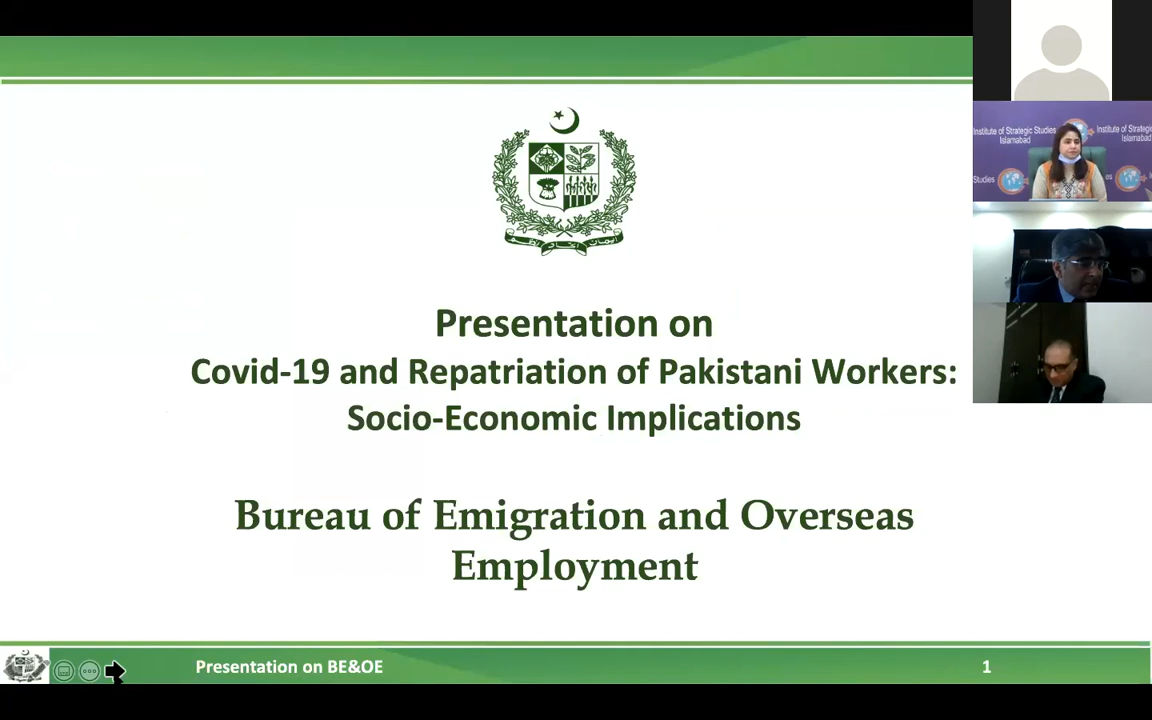 Presentation on
Covid-19 and Repatriation of Pakistani Workers:
Socio-Economic Implications
Bureau of Emigration and Overseas
Employment
Presentation on BE&OE
1
Institute of Strategic Studies
Islamabad
Institute of Strategic
Islamabad
Studies